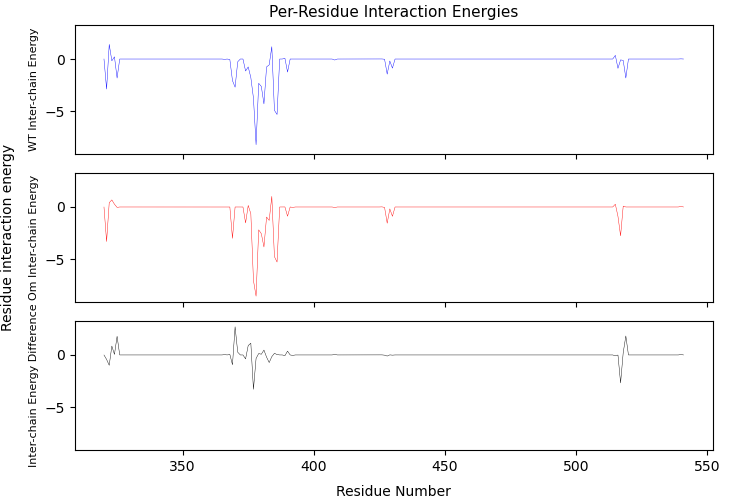 Per-Residue Interaction Energies
Residue interaction energy
WT Inter-chain Energy
0
−5
Om Inter-chain Energy
0
−5
Inter-chain Energy Difference
0
−5
350
400
450
500
550
Residue Number